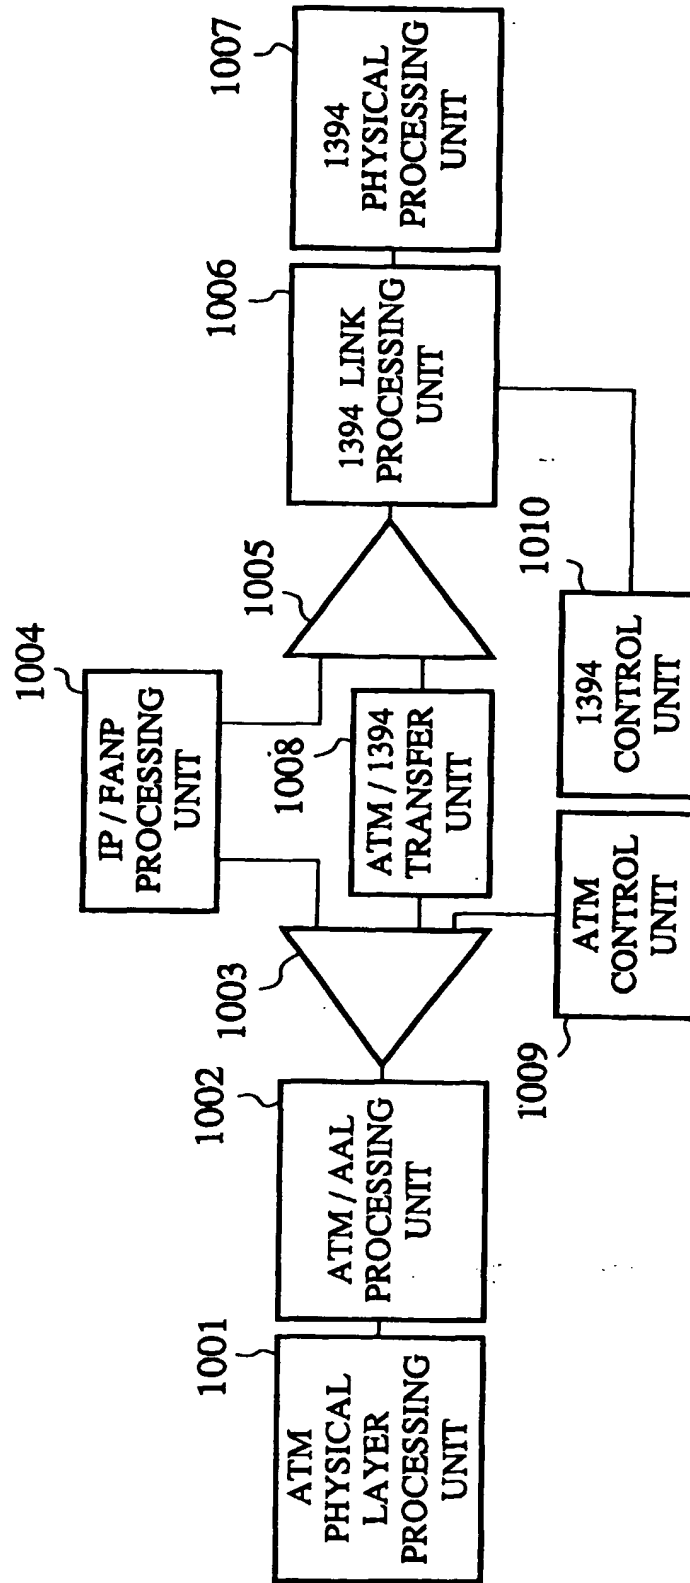 1001
ATM
PHYSICAL
LAYER
PROCESSING
UNIT
1002
ATM / AAL
PROCESSING
UNIT
1003
1004
IP / FANP
PROCESSING
UNIT
1008
ATM / 1394
TRANSFER
UNIT
1005
1006
1394 LINK
PROCESSING
UNIT
1007
1394
PHYSICAL
PROCESSING
UNIT
1009
ATM
CONTROL
UNIT
1010
1394
CONTROL
UNIT